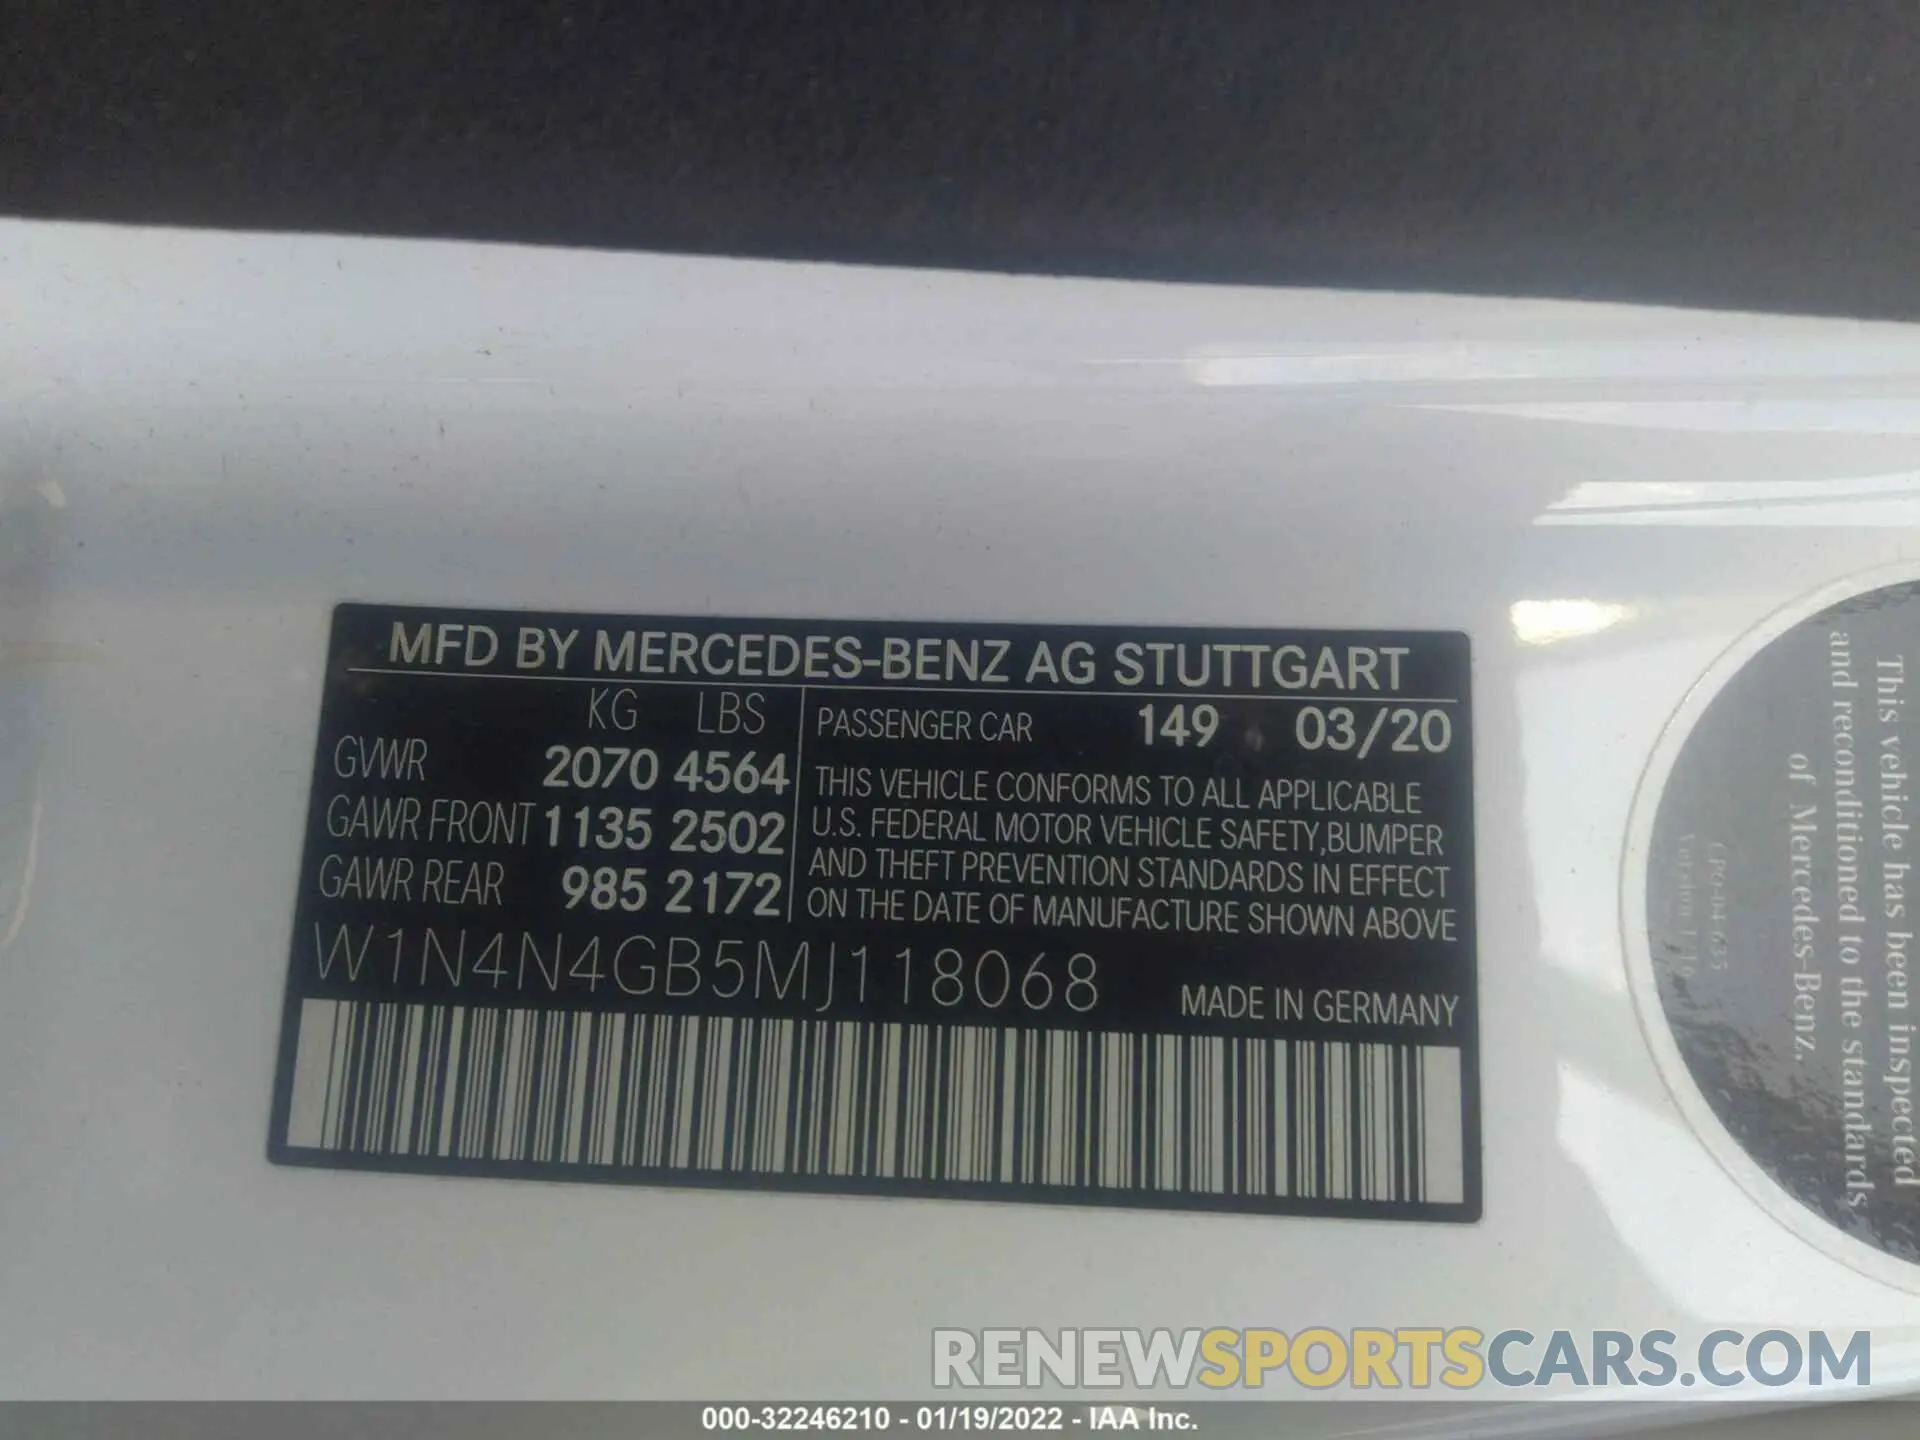 MFD BY MERCEDES-BENZ AG STUTTGART
KG LBS
GVWR 2070 4564
GAWR FRONT 1135 2502
GAWR REAR 985 2172
PASSENGER CAR 149 03/20
THIS VEHICLE CONFORMS TO ALL APPLICABLE
U.S. FEDERAL MOTOR VEHICLE SAFETY, BUMPER
AND THEFT PREVENTION STANDARDS IN EFFECT
ON THE DATE OF MANUFACTURE SHOWN ABOVE
W1N4N4GB5MJ118068
MADE IN GERMANY
This vehicle has been inspected
and reconditioned to the standards
of Mercedes-Benz.
RENEWSPORTSCARS.COM
000-32246210 - 01/19/2022 - IAA Inc.